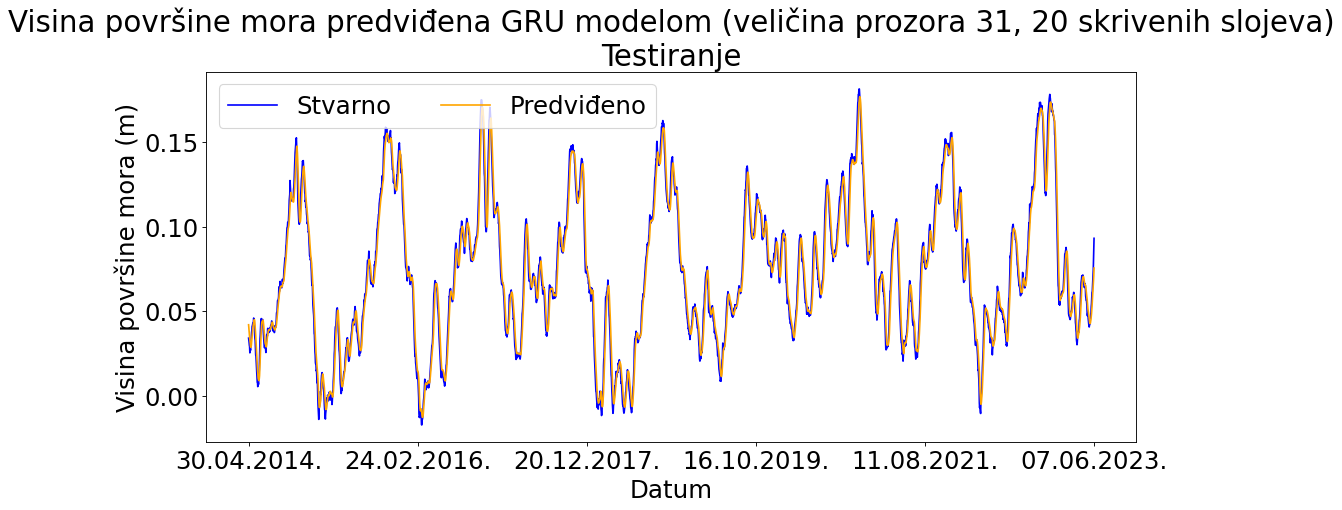 Visina površine mora predviđena GRU modelom (veličina prozora 31, 20 skrivenih slojeva)
Testiranje
Stvarno
Predviđeno
Visina površine mora (m)
0.15
0.10
0.05
0.00
30.04.2014.
24.02.2016.
20.12.2017.
16.10.2019.
11.08.2021.
07.06.2023.
Datum